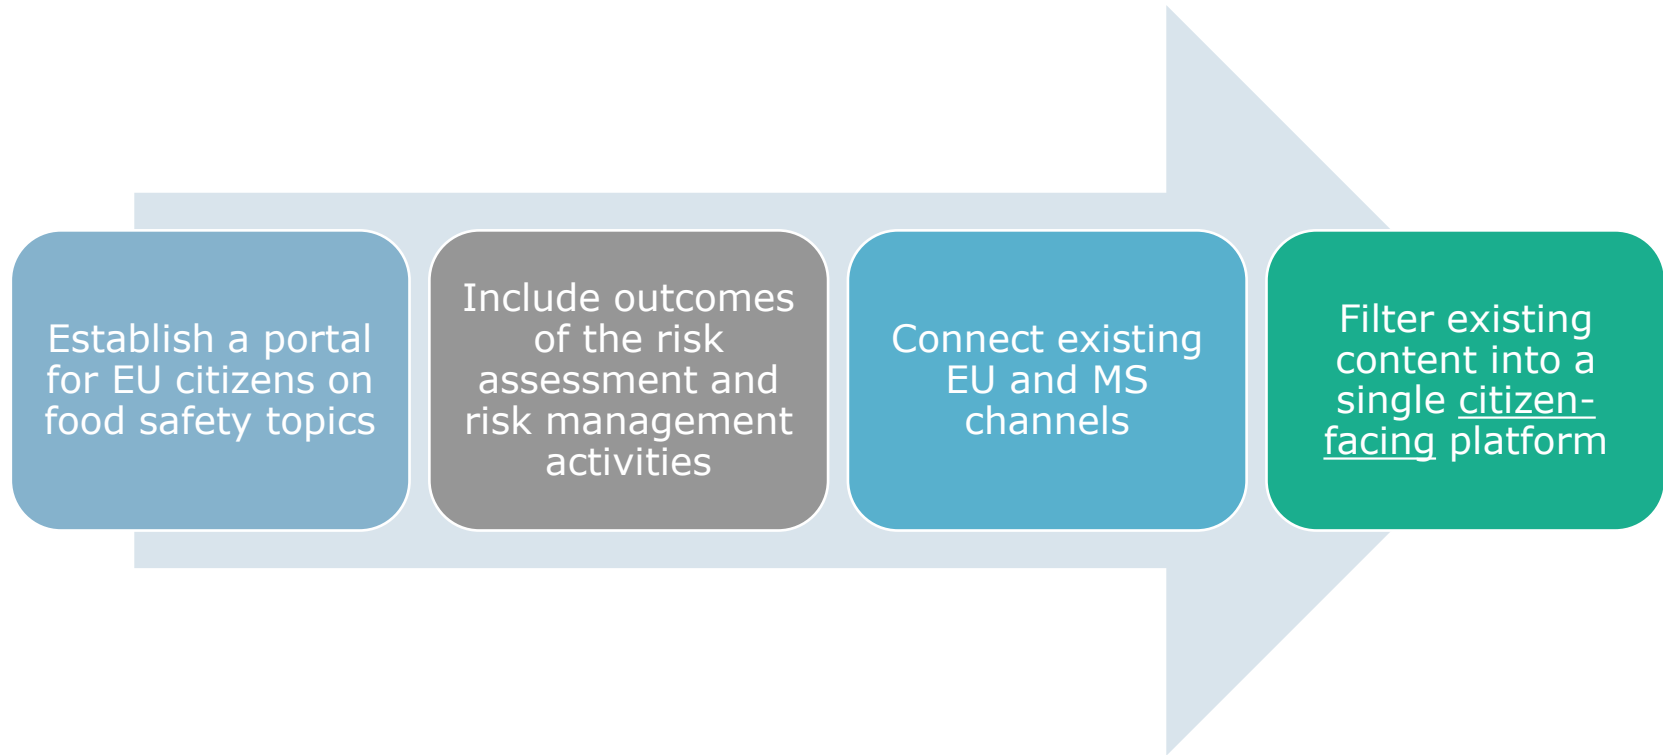 Establish a portal
for EU citizens on
food safety topics
Include outcomes
of the risk
assessment and
risk management
activities
Connect existing
EU and MS
channels
Filter existing
content into a
single citizen-
facing platform